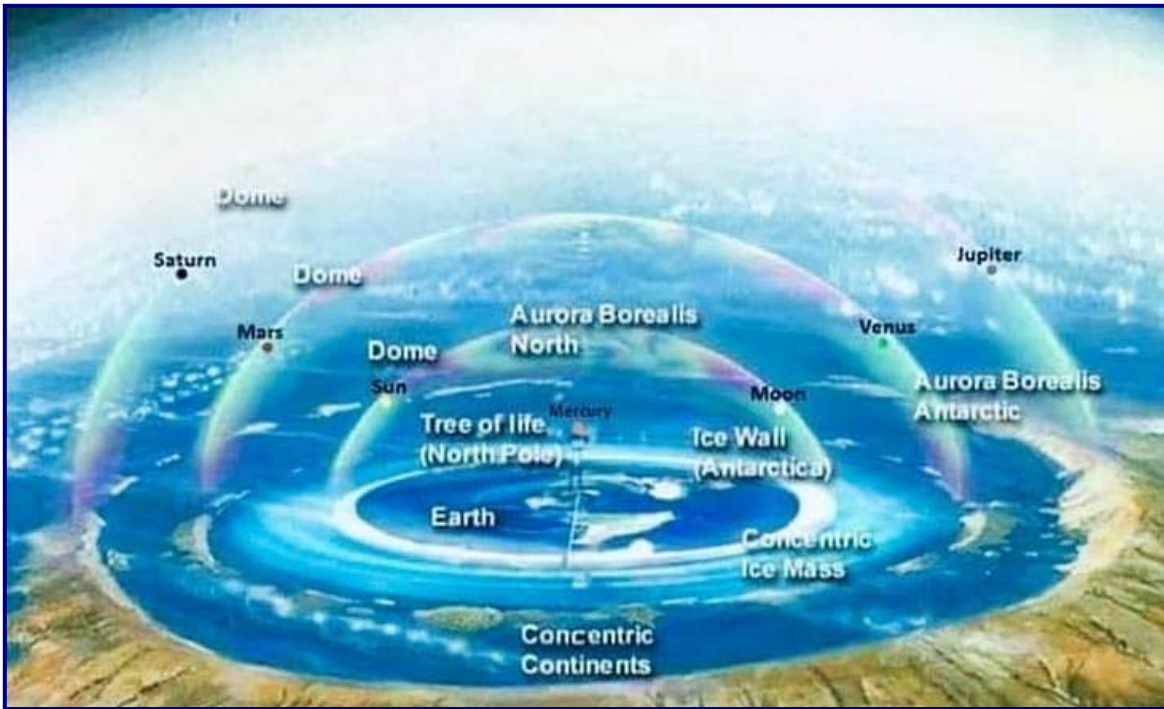 Dome
Saturn
Jupiter
Dome
Mars
Aurora Borealis
North
Venus
Dome
Sun
Aurora Borealis
Antarctic
Moon
Mercury
Tree of life
(North Pole)
Ice Wall
(Antarctica)
Earth
Concentric
Ice Mass
Concentric
Continents